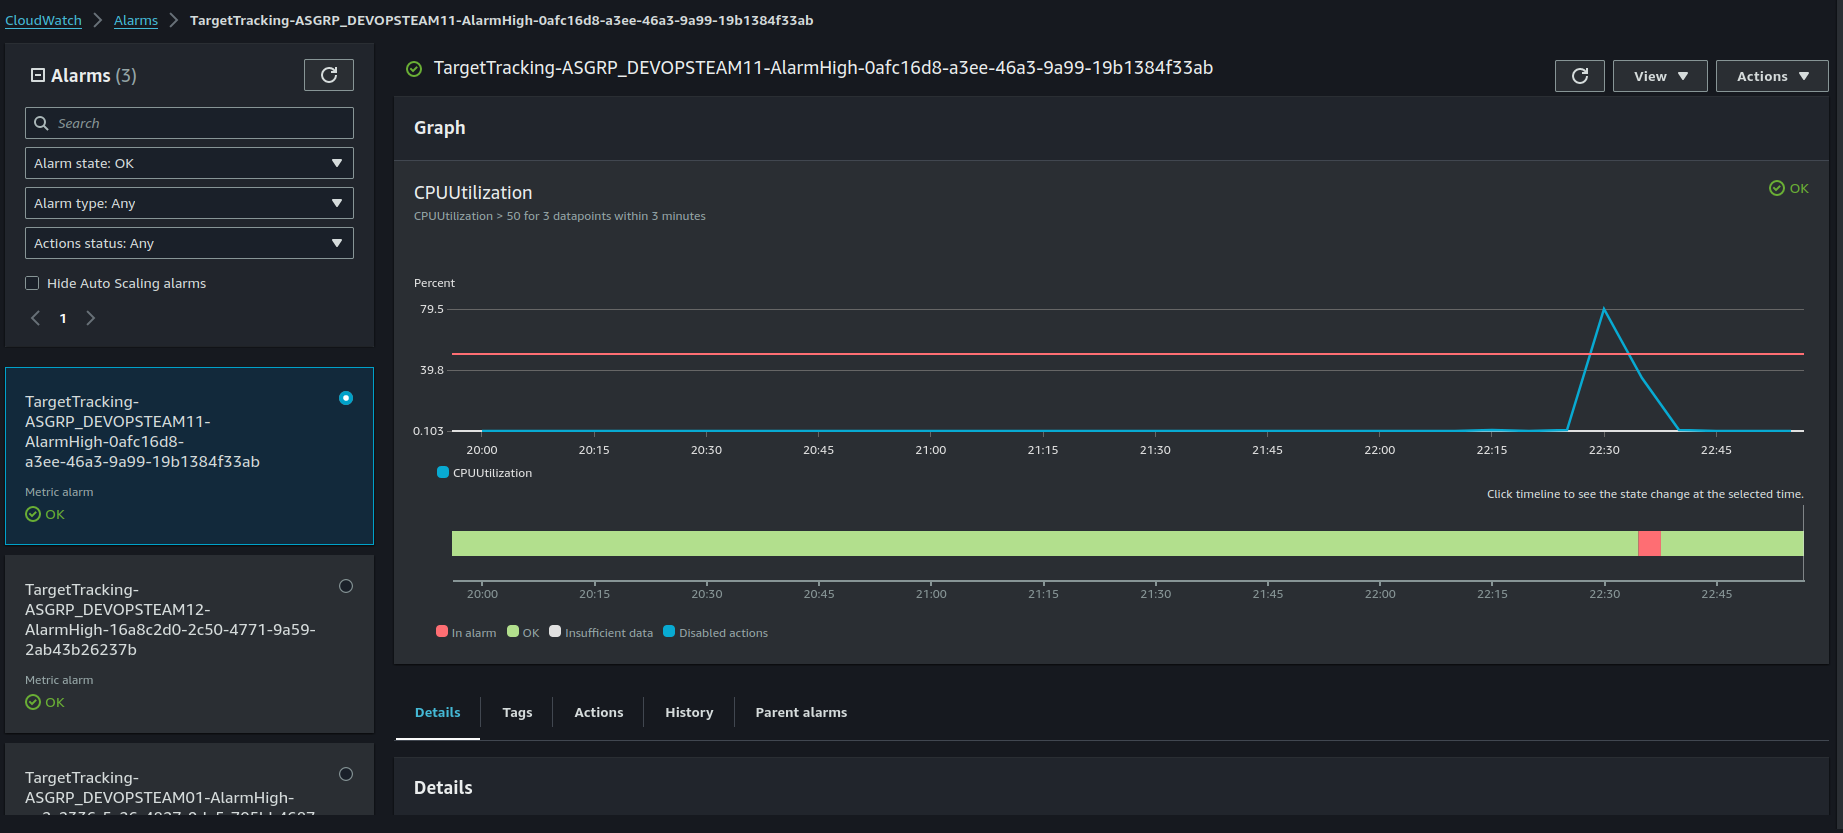 CloudWatch > Alarms > TargetTracking-ASGRP_DEVOPSTEAM11-AlarmHigh-0afc16d8-a3ee-46a3-9a99-19b1384f33ab
Alarms (3)
Search
Alarm state: OK
Alarm type: Any
Actions status: Any
Hide Auto Scaling alarms
1
TargetTracking-
ASGRP_DEVOPSTEAM11-
AlarmHigh-0afc16d8-
a3ee-46a3-9a99-19b1384f33ab
Metric alarm
OK
TargetTracking-
ASGRP_DEVOPSTEAM12-
AlarmHigh-16a8c2d0-2c50-4771-9a59-
2ab43b26237b
Metric alarm
OK
TargetTracking-
ASGRP_DEVOPSTEAM01-AlarmHigh-
TargetTracking-ASGRP_DEVOPSTEAM11-AlarmHigh-0afc16d8-a3ee-46a3-9a99-19b1384f33ab
View
Actions
Graph
CPUUtilization
OK
CPUUtilization > 50 for 3 datapoints within 3 minutes
Percent
79.5
39.8
0.103
20:00 20:15 20:30 20:45 21:00 21:15 21:30 21:45 22:00 22:15 22:30 22:45
CPUUtilization
Click timeline to see the state change at the selected time.
20:00 20:15 20:30 20:45 21:00 21:15 21:30 21:45 22:00 22:15 22:30 22:45
In alarm OK Insufficient data Disabled actions
Details Tags Actions History Parent alarms
Details